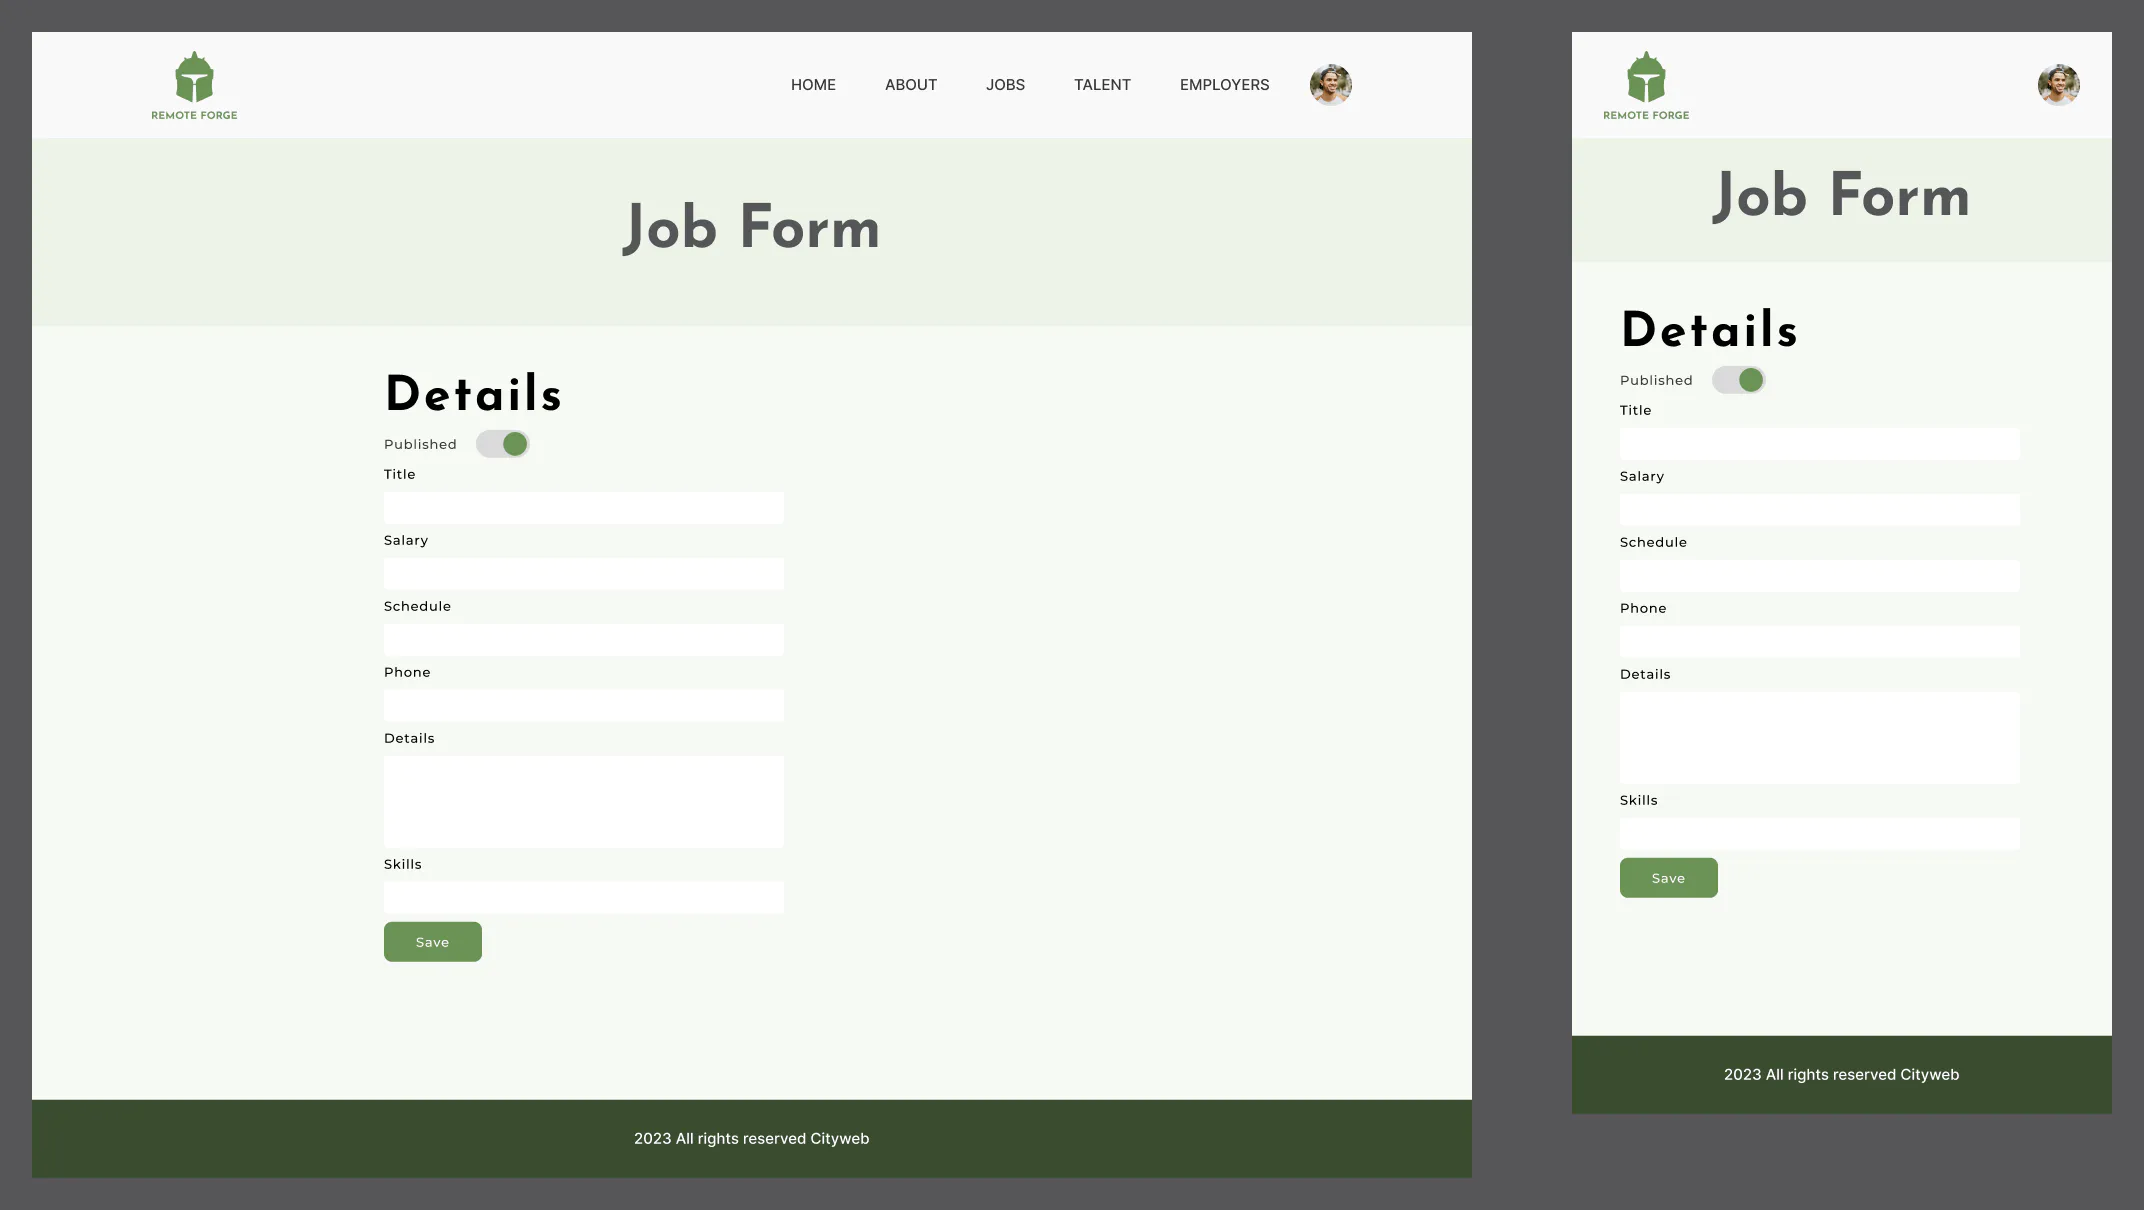 REMOTE FORGE
HOME ABOUT JOBS TALENT EMPLOYERS
Job Form
Details
Published
Title
Salary
Schedule
Phone
Details
Skills
Save
2023 All rights reserved Cityweb
REMOTE FORGE
Job Form
Details
Published
Title
Salary
Schedule
Phone
Details
Skills
Save
2023 All rights reserved Cityweb